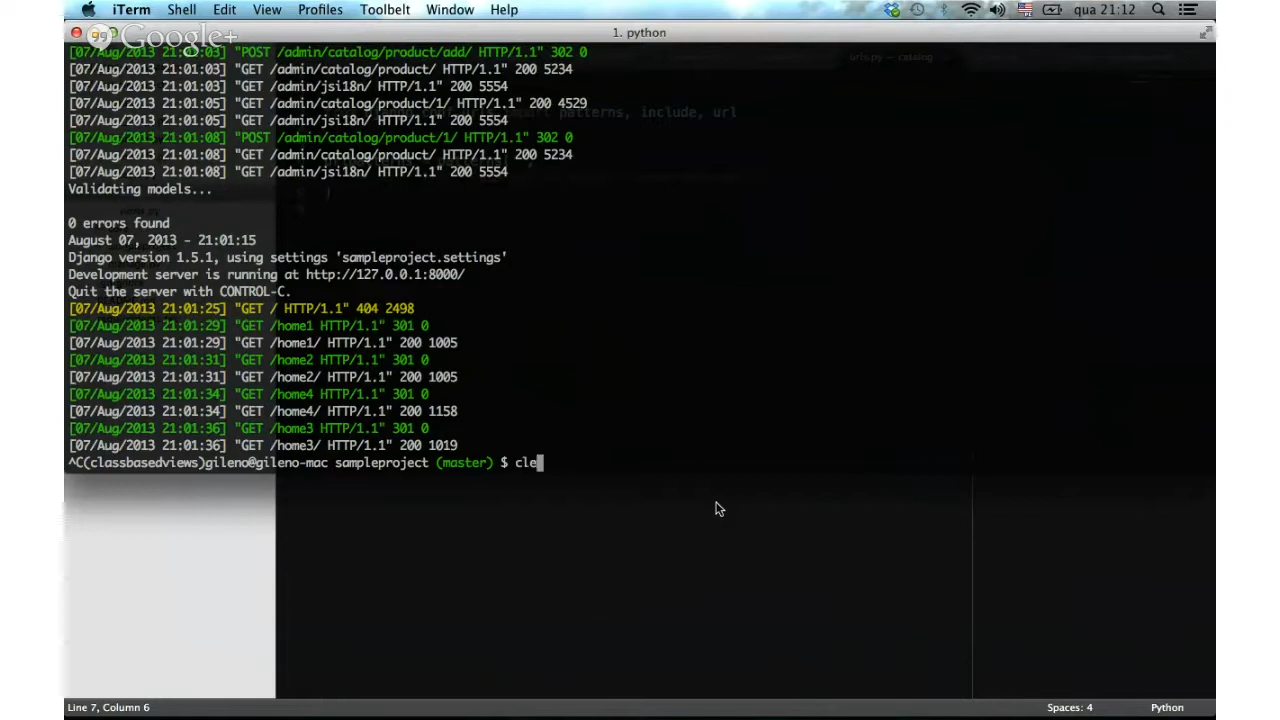 iTerm Shell Edit View Profiles Toolbelt Window Help qua 21:12
1. python
Google+
[07/Aug/2013 21:01:03] "POST /admin/catalog/product/add/ HTTP/1.1" 302 0
urls.py — catalog
[07/Aug/2013 21:01:03] "GET /admin/catalog/product/ HTTP/1.1" 200 5234
[07/Aug/2013 21:01:03] "GET /admin/jsi18n/ HTTP/1.1" 200 5554
[07/Aug/2013 21:01:05] "GET /admin/catalog/product/1/ HTTP/1.1" 200 4529
patterns, include, url
[07/Aug/2013 21:01:05] "GET /admin/jsi18n/ HTTP/1.1" 200 5554
[07/Aug/2013 21:01:08] "POST /admin/catalog/product/1/ HTTP/1.1" 302 0
[07/Aug/2013 21:01:08] "GET /admin/catalog/product/ HTTP/1.1" 200 5234
[07/Aug/2013 21:01:08] "GET /admin/jsi18n/ HTTP/1.1" 200 5554
Validating models...
0 errors found
August 07, 2013 - 21:01:15
Django version 1.5.1, using settings 'sampleproject.settings'
Development server is running at http://127.0.0.1:8000/
Quit the server with CONTROL-C.
[07/Aug/2013 21:01:25] "GET / HTTP/1.1" 404 2498
[07/Aug/2013 21:01:29] "GET /home1 HTTP/1.1" 301 0
[07/Aug/2013 21:01:29] "GET /home1/ HTTP/1.1" 200 1005
[07/Aug/2013 21:01:31] "GET /home2 HTTP/1.1" 301 0
[07/Aug/2013 21:01:31] "GET /home2/ HTTP/1.1" 200 1005
[07/Aug/2013 21:01:34] "GET /home4 HTTP/1.1" 301 0
[07/Aug/2013 21:01:34] "GET /home4/ HTTP/1.1" 200 1158
[07/Aug/2013 21:01:36] "GET /home3 HTTP/1.1" 301 0
[07/Aug/2013 21:01:36] "GET /home3/ HTTP/1.1" 200 1019
^C(classbasedviews)gileno@gileno-mac sampleproject (master) $ cle
Line 7, Column 6 Spaces: 4 Python